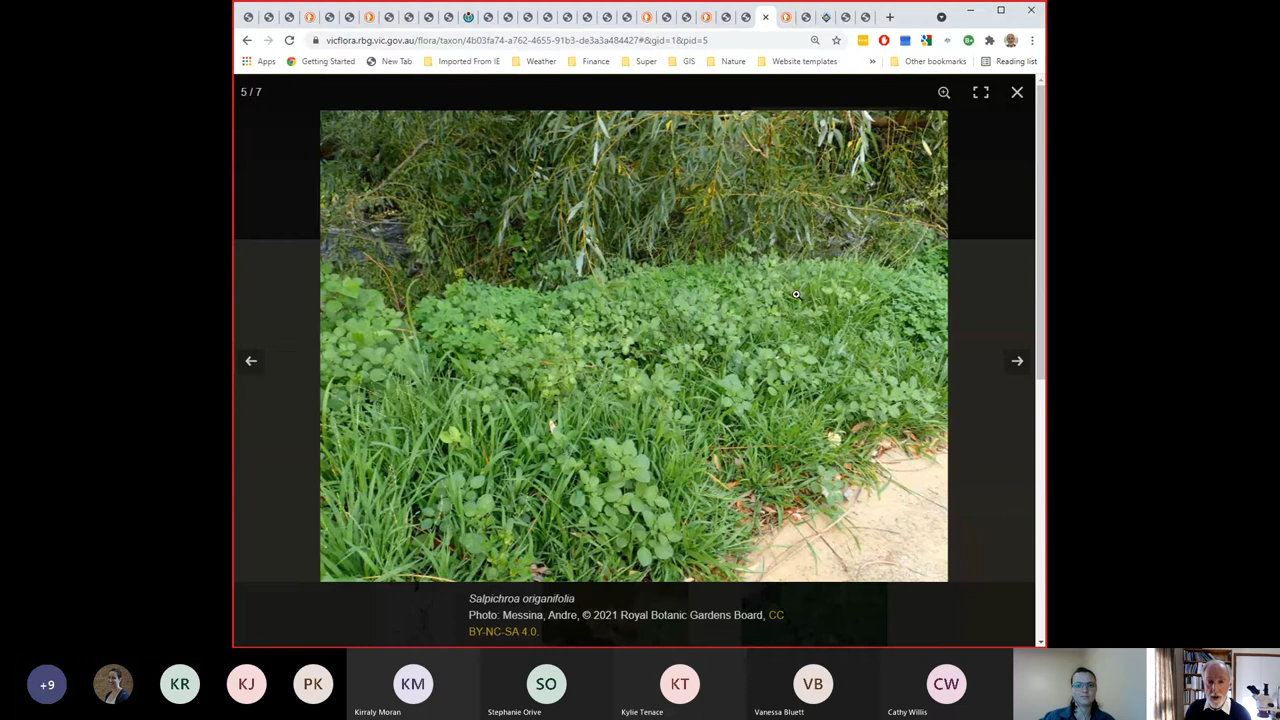 vicflora.rbg.vic.gov.au/flora/taxon/4b03fa74-a762-4655-91b3-de3a3a484427#&gid=1&pid=5
Apps Getting Started New Tab Imported From IE Weather Finance Super GIS Nature Website templates » Other bookmarks Reading list
5 / 7
Salpichroa origanifolia
Photo: Messina, Andre, © 2021 Royal Botanic Gardens Board, CC
BY-NC-SA 4.0.
+9 KR KJ PK KM SO KT VB CW
Kirraly Moran Stephanie Orive Kylie Tenace Vanessa Bluett Cathy Willis